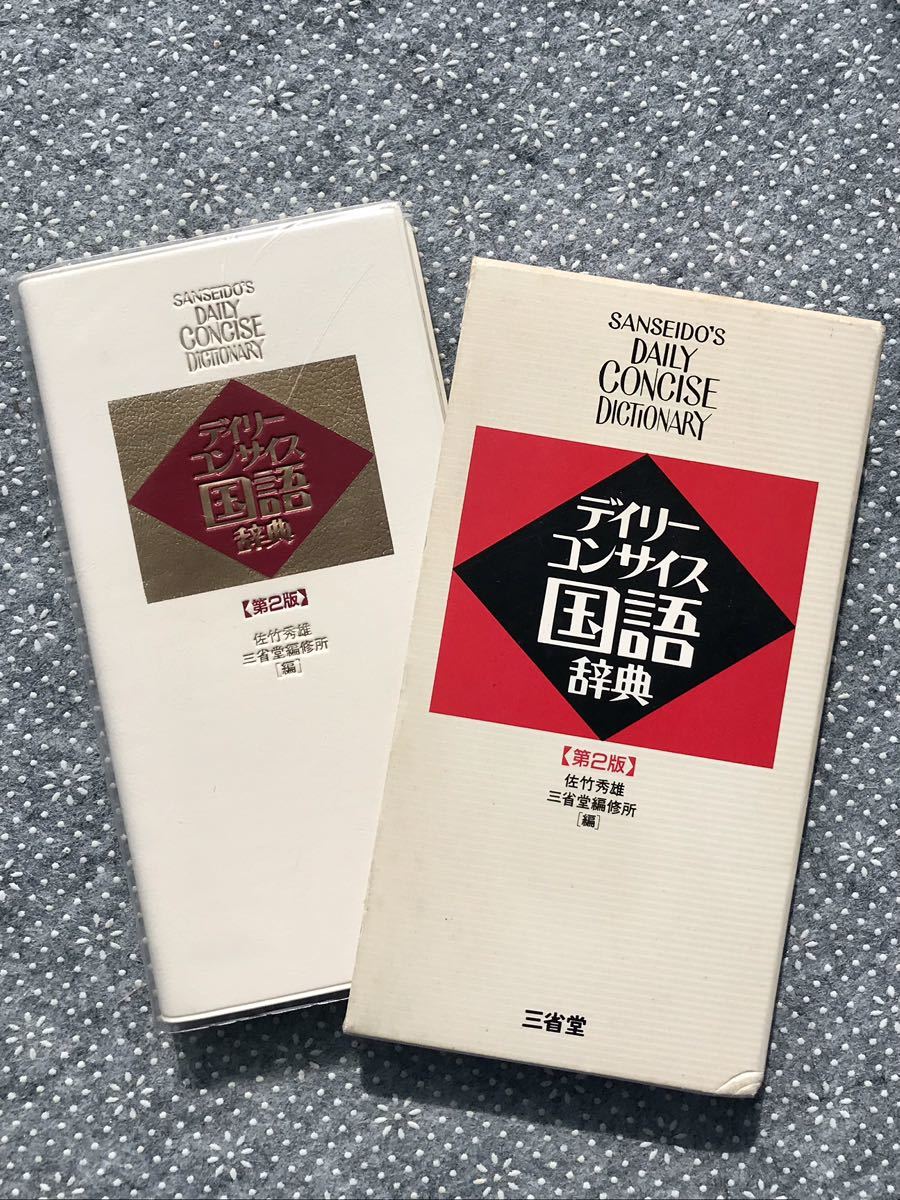 SANSEIDO'S
DAILY
CONCISE
DICTIONARY
デイリー
コンサイス
国語
辞典
【第2版】
佐竹秀雄
三省堂編修所
[編]
SANSEIDO'S
DAILY
CONCISE
DICTIONARY
デイリー
コンサイス
国語
辞典
【第2版】
佐竹秀雄
三省堂編修所
[編]
三省堂